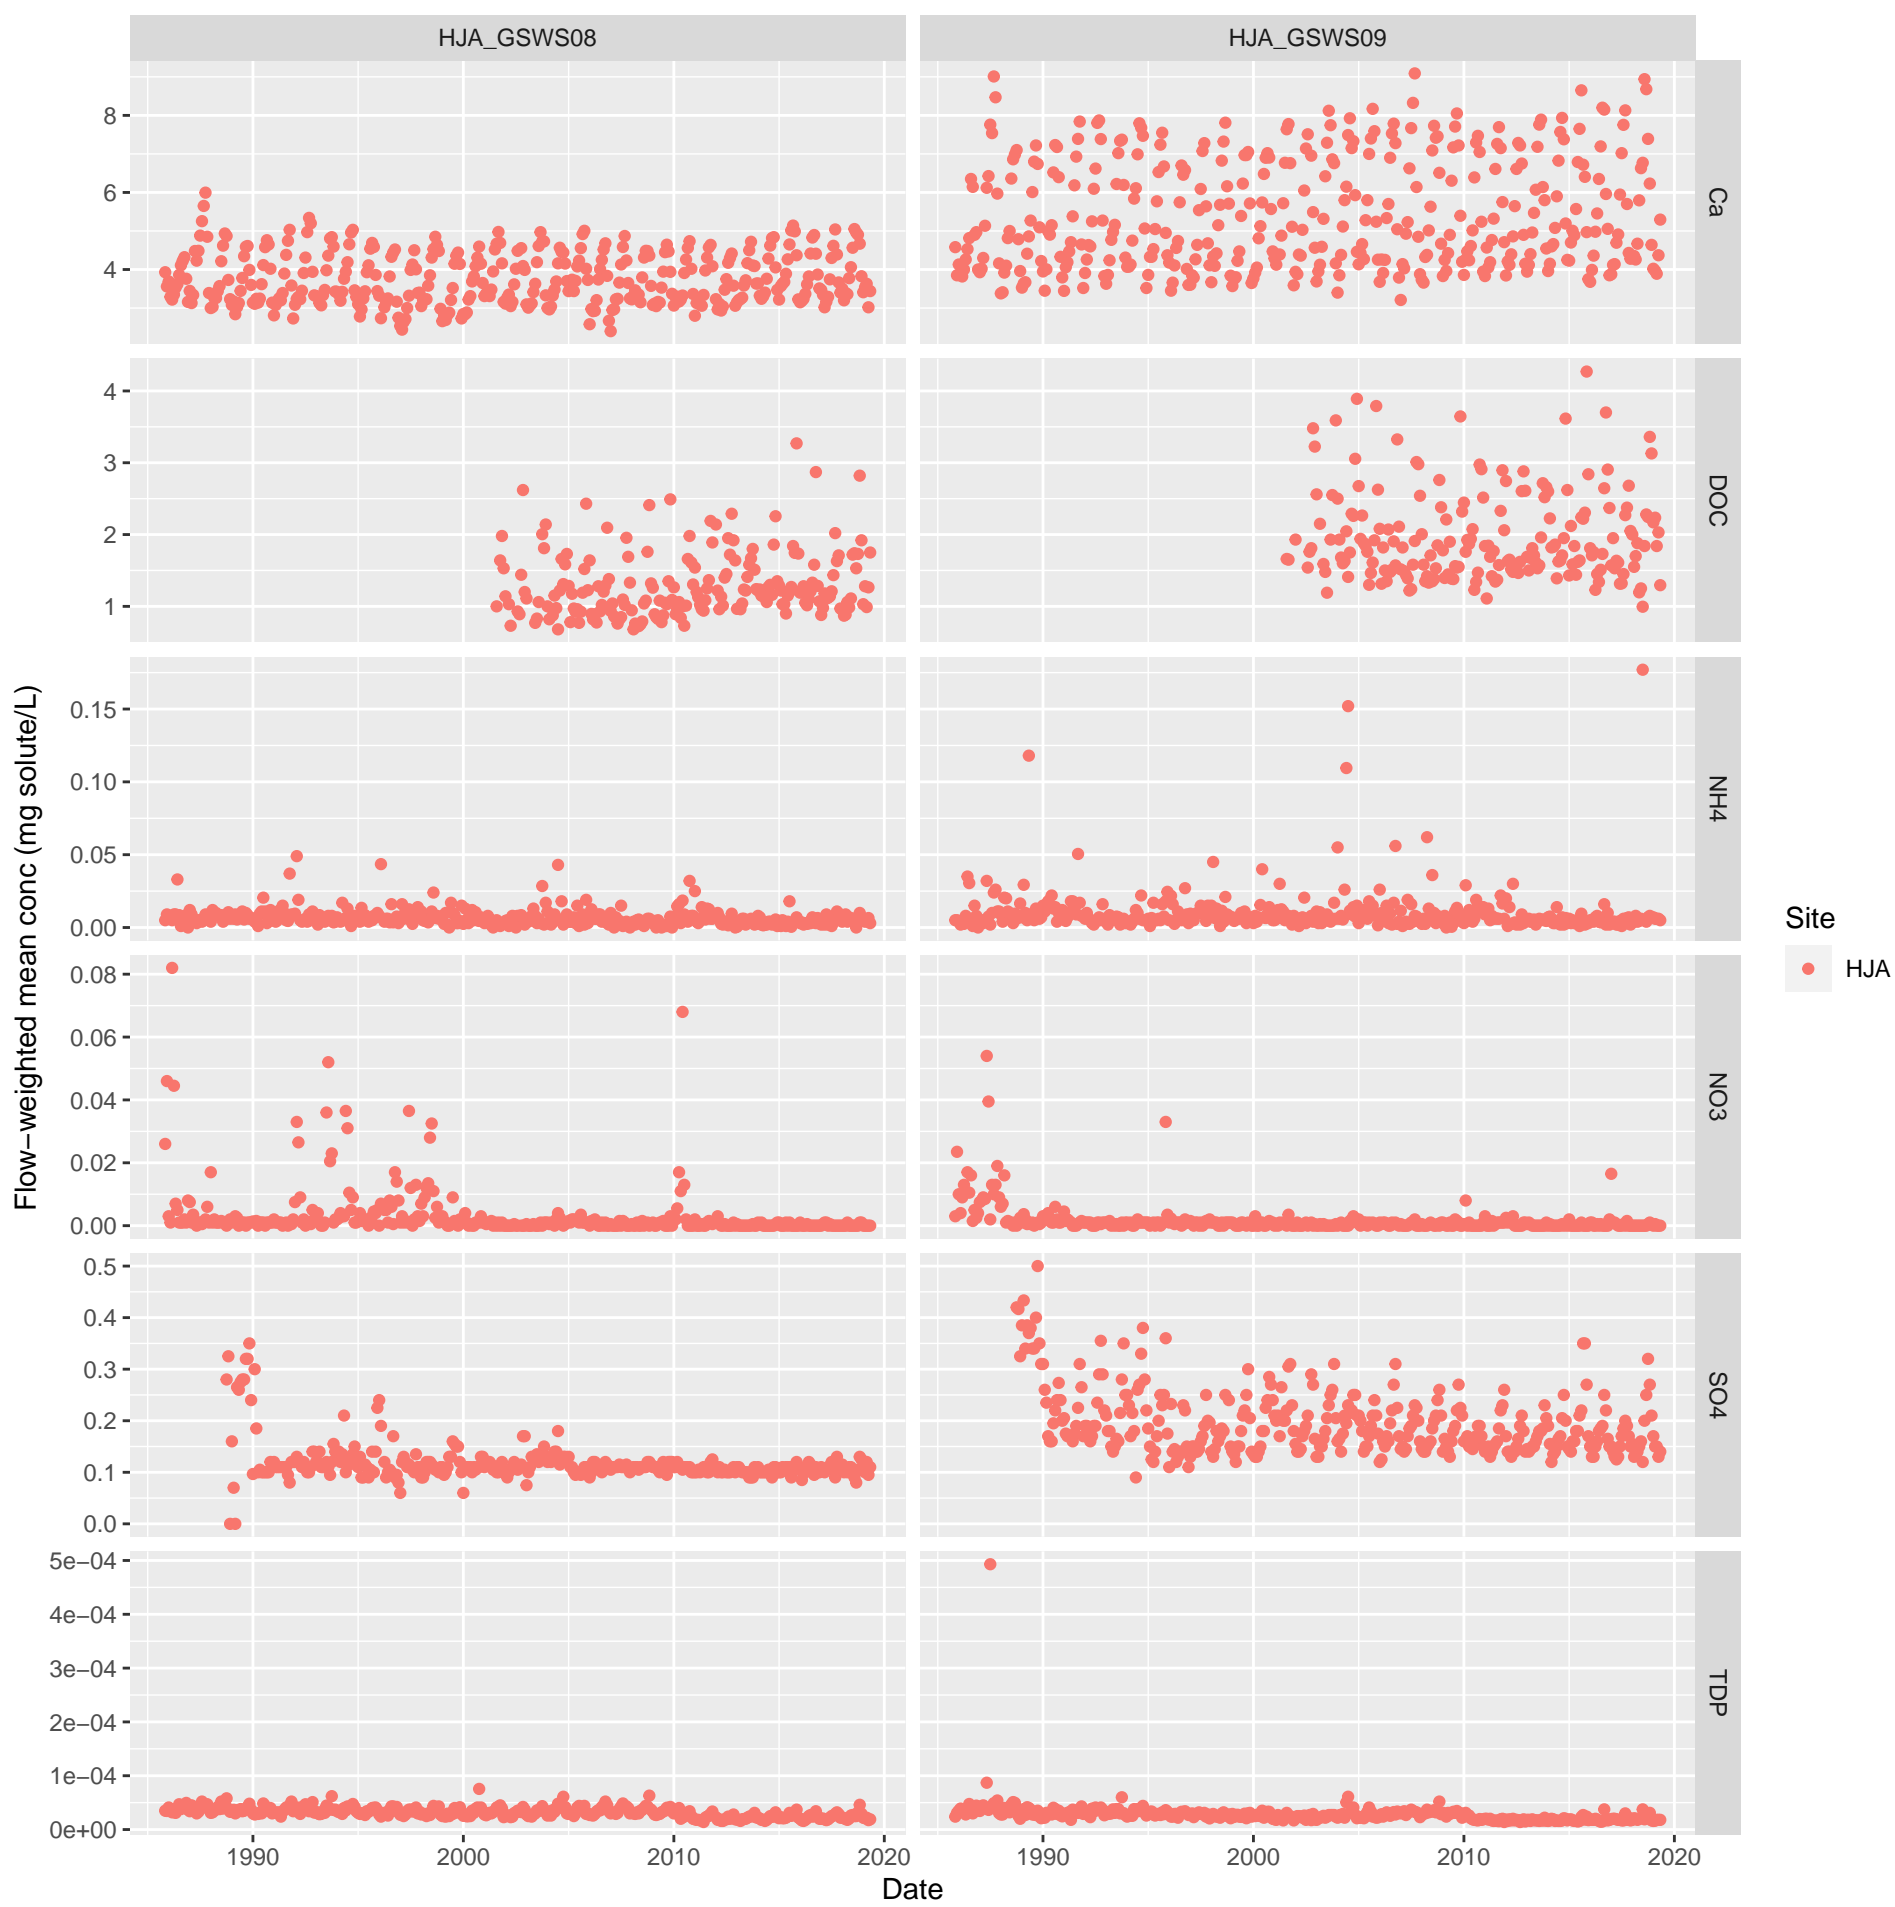 HJA_GSWS08 HJA_GSWS09
8
6
4
Ca
4
3
2
1
DOC
0.15
0.10
0.05
0.00
NH4
0.08
0.06
0.04
0.02
0.00
NO3
0.5
0.4
0.3
0.2
0.1
0.0
SO4
5e−04
4e−04
3e−04
2e−04
1e−04
0e+00
TDP
1990 2000 2010 2020 1990 2000 2010 2020
Date
Flow−weighted mean conc (mg solute/L)
Site
HJA